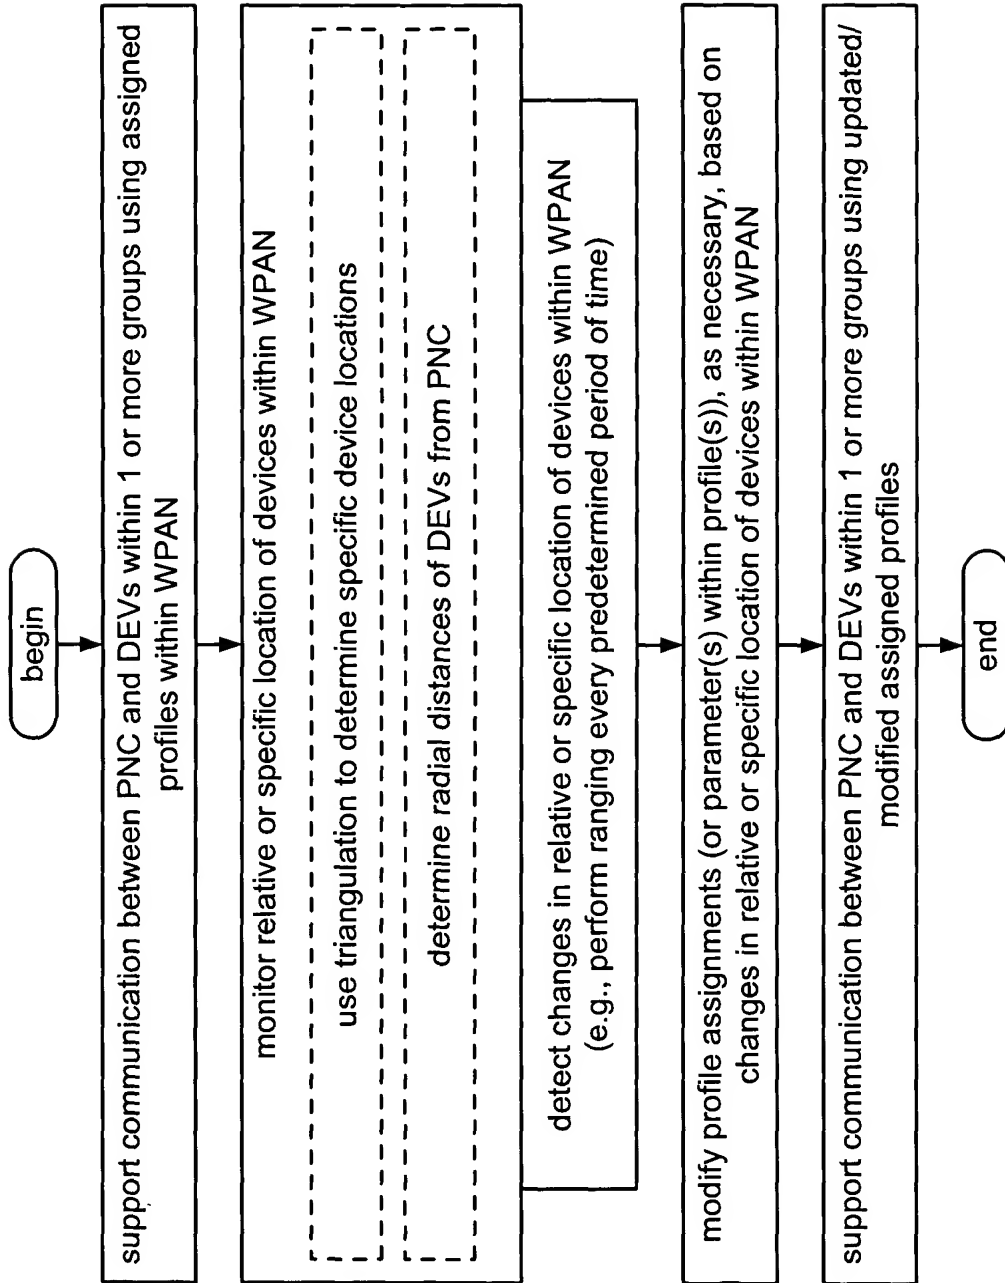 begin
support communication between PNC and DEVs within 1 or more groups using assigned
profiles within WPAN
monitor relative or specific location of devices within WPAN
use triangulation to determine specific device locations
determine radial distances of DEVs from PNC
detect changes in relative or specific location of devices within WPAN
(e.g., perform ranging every predetermined period of time)
modify profile assignments (or parameter(s) within profile(s)), as necessary, based on
changes in relative or specific location of devices within WPAN
support communication between PNC and DEVs within 1 or more groups using updated/
modified assigned profiles
end